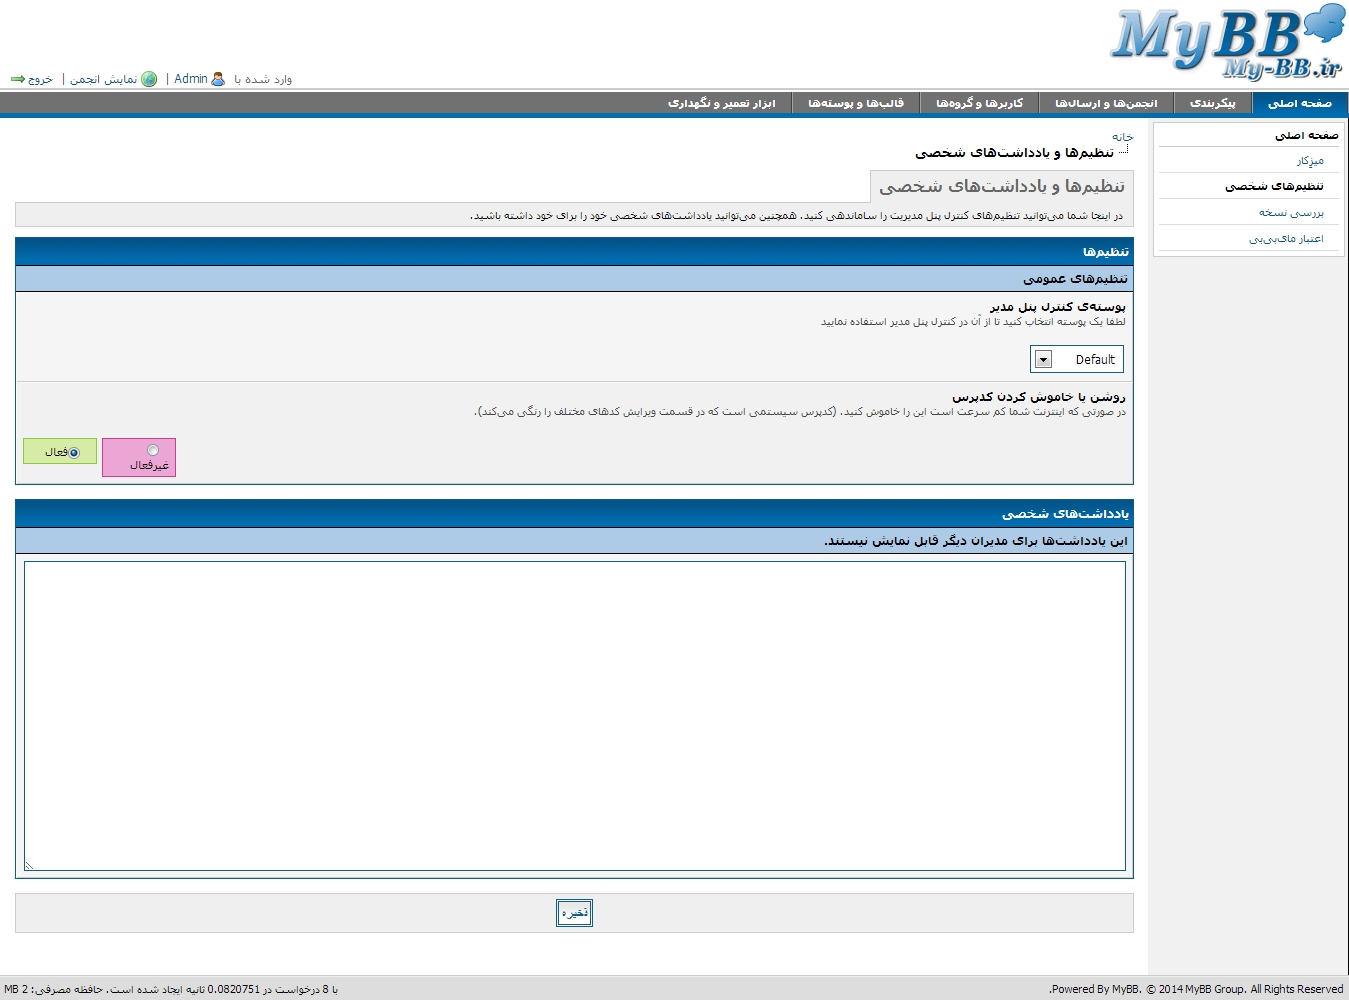 MyBB
My-BB.ir
وارد شده با Admin | نمایش انجمن | خروج
صفحه اصلی
پیکربندی
انجمن‌ها و ارسال‌ها
کاربرها و گروه‌ها
قالب‌ها و پوسته‌ها
ابزار تعمیر و نگهداری
صفحه اصلی
میزکار
تنظیم‌های شخصی
بررسی نسخه
اعتبار مای‌بی‌بی
خانه
تنظیم‌ها و یادداشت‌های شخصی
تنظیم‌ها و یادداشت‌های شخصی
در اینجا شما می‌توانید تنظیم‌های کنترل پنل مدیریت را ساماندهی کنید. همچنین می‌توانید یادداشت‌های شخصی خود را برای خود داشته باشید.
تنظیم‌ها
تنظیم‌های عمومی
پوسته‌ی کنترل پنل مدیر
لطفا یک پوسته انتخاب کنید تا از آن در کنترل پنل مدیر استفاده نمایید
Default
روشن یا خاموش کردن کدپرس
در صورتی که اینترنت شما کم سرعت است این را خاموش کنید. (کدپرس سیستمی است که در قسمت ویرایش کدهای مختلف را رنگی می‌کند).
غیرفعال
فعال
یادداشت‌های شخصی
این یادداشت‌ها برای مدیران دیگر قابل نمایش نیستند.
ذخیره
Powered By MyBB. © 2014 MyBB Group. All Rights Reserved.
با 8 درخواست در 0.0820751 ثانیه ایجاد شده است. حافظه مصرفی: 2 MB